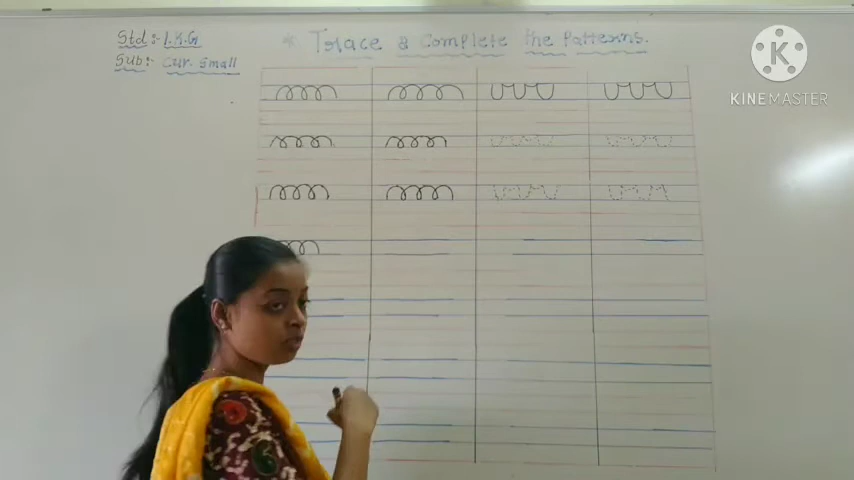 Std :- I.K.G
Sub:- Cur. Small
* Trace & Complete the Patterns.
K
KINEMASTER